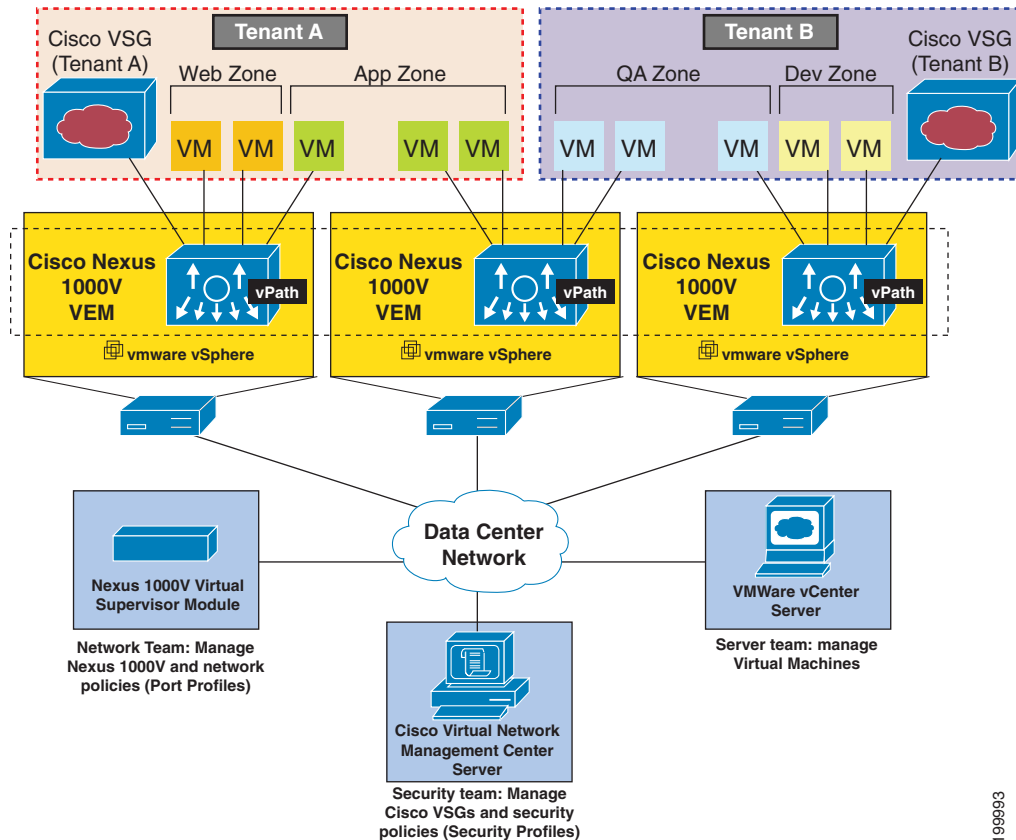 Tenant A
Tenant B
Cisco VSG
(Tenant A)
Web Zone
App Zone
QA Zone
Dev Zone
Cisco VSG
(Tenant B)
VM
VM
VM
VM
VM
VM
VM
VM
VM
VM
Cisco Nexus
1000V
VEM
vPath
vmware vSphere
Cisco Nexus
1000V
VEM
vPath
vmware vSphere
Cisco Nexus
1000V
VEM
vPath
vmware vSphere
Data Center
Network
Nexus 1000V Virtual
Supervisor Module
Network Team: Manage
Nexus 1000V and network
policies (Port Profiles)
VMWare vCenter
Server
Server team: manage
Virtual Machines
Cisco Virtual Network
Management Center
Server
Security team: Manage
Cisco VSGs and security
policies (Security Profiles)
199993